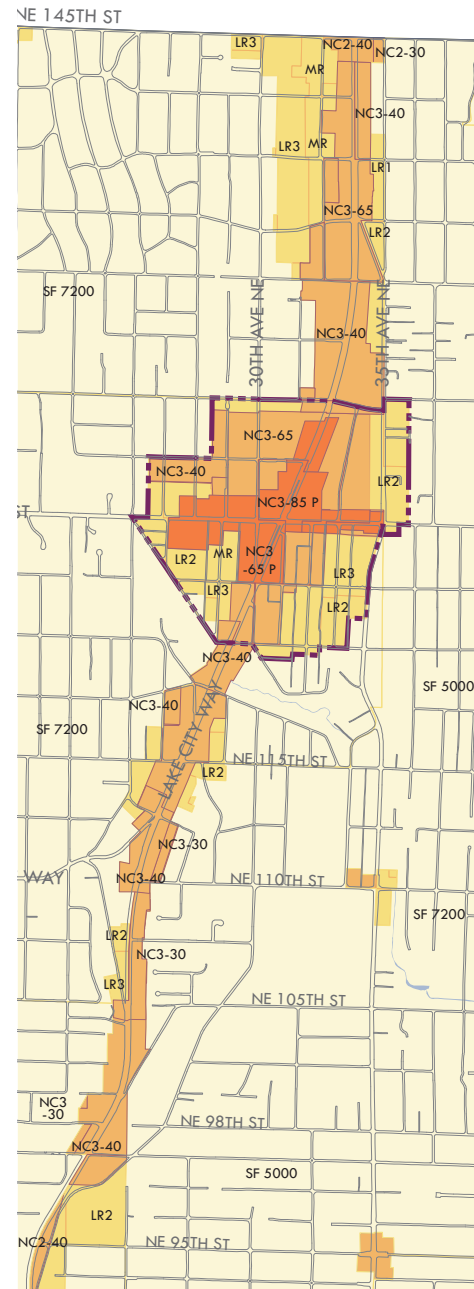 NE 145TH ST
LR3
NC2-40
NC2-30
MR
NC3-40
LR3
MR
LR1
NC3-65
LR2
SF 7200
30TH AVE NE
35TH AVE NE
NC3-40
NC3-65
NC3-40
LR2
NC3-85 P
ST
LR2
MR
NC3
-65 P
LR3
LR3
LR2
NC3-40
SF 5000
NC3-40
LAKE CITY WAY
SF 7200
NE 115TH ST
LR2
NC3-30
NC3-40
WAY
NE 110TH ST
SF 7200
LR2
NC3-30
LR3
NE 105TH ST
NC3
-30
NE 98TH ST
NC3-40
SF 5000
LR2
NC2-40
NE 95TH ST